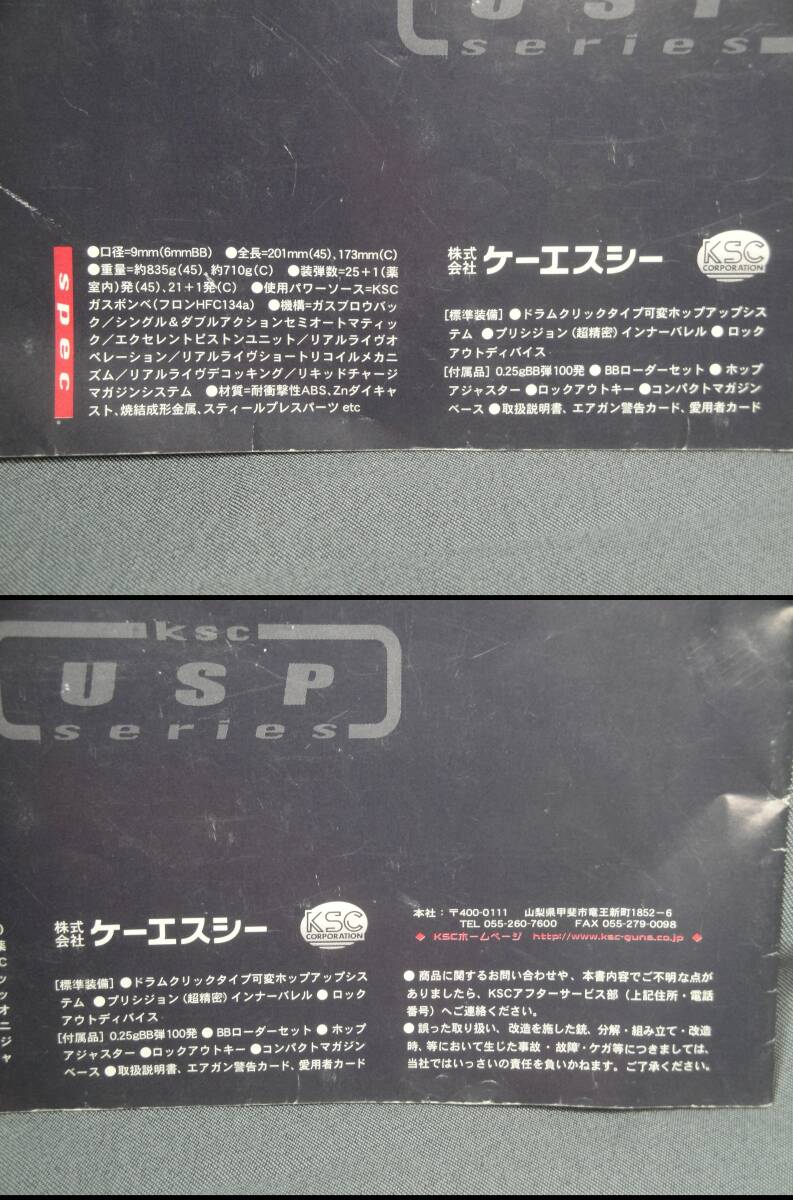 USP
series
spec
●口径=9mm(6mmBB) ●全長=201mm(45)、173mm(C)
●重量=約835g(45)、約710g(C) ●装弾数=25+1(薬
室内)発(45)、21+1発(C) ●使用パワーソース=KSC
ガスボンベ(フロンHFC134a) ●機構=ガスブロウバッ
ク/シングル&ダブルアクションセミオートマティッ
ク/エクセレントピストンユニット/リアルライヴオ
ペレーション/リアルライヴショートリコイルメカニ
ズム/リアルライヴデコッキング/リキッドチャージ
マガジンシステム ●材質=耐衝撃性ABS、Znダイキャ
スト、焼結成形金属、スティールプレスパーツ etc
株式会社 ケーエスシー
KSC
CORPORATION
[標準装備] ●ドラムクリックタイプ可変ホップアップシス
テム ●プリシジョン(超精密)インナーバレル ● ロック
アウトディバイス
[付属品] 0.25gBB弾100発 ● BBローダーセット ● ホップ
アジャスター ●ロックアウトキー ●コンパクトマガジン
ベース ●取扱説明書、エアガン警告カード、愛用者カード
ksc
USP
series
株式会社 ケーエスシー
KSC
CORPORATION
[標準装備] ●ドラムクリックタイプ可変ホップアップシス
テム ●プリシジョン(超精密)インナーバレル ● ロック
アウトディバイス
[付属品] 0.25gBB弾100発 ● BBローダーセット ● ホップ
アジャスター ●ロックアウトキー ●コンパクトマガジン
ベース ●取扱説明書、エアガン警告カード、愛用者カード
本社：〒400-0111 山梨県甲斐市竜王新町1852-6
TEL 055-260-7600 FAX 055-279-0098
◆ KSCホームページ http://www.ksc-guns.co.jp ◆
● 商品に関するお問い合わせや、本書内容でご不明な点が
ありましたら、KSCアフターサービス部（上記住所・電話
番号）へご連絡ください。
● 誤った取り扱い、改造を施した銃、分解・組み立て・改造
時、等において生じた事故・故障・ケガ等につきましては、
当社ではいっさいの責任を負いかねます。ご了承ください。